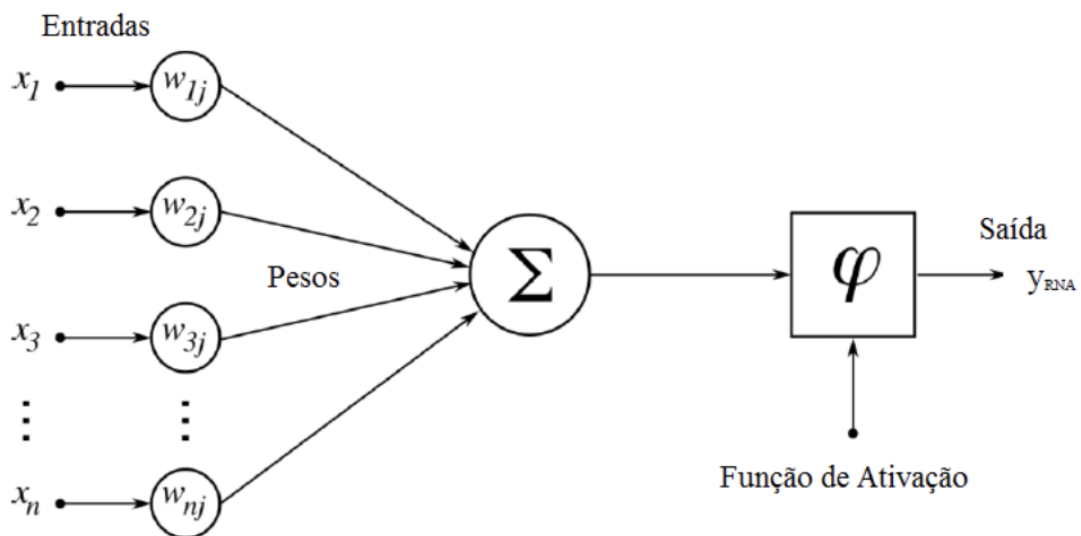 Entradas
x1 w1j
x2 w2j
Pesos
Σ φ
Saída
yRNA
x3 w3j
⋮ ⋮
xn wnj
Função de Ativação